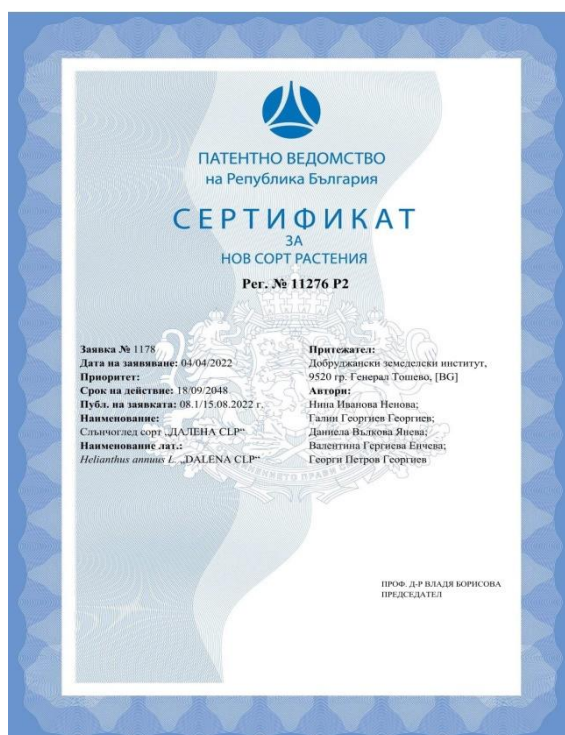 ПАТЕНТНО ВЕДОМСТВО
на Република България
СЕРТИФИКАТ
ЗА
НОВ СОРТ РАСТЕНИЯ
Рег. № 11276 Р2
Заявка № 1178
Дата на заявяване: 04/04/2022
Приоритет:
Срок на действие: 18/09/2048
Публ. на заявката: 08.1/15.08.2022 г.
Наименование:
Слънчоглед сорт „ДАЛЕНА CLP“
Наименование лат.:
Helianthus annuus L. „DALENA CLP“
Притежател:
Добруджански земеделски институт,
9520 гр. Генерал Тошево, [BG]
Автори:
Нина Иванова Ненова;
Галин Георгиев Георгиев;
Даниела Вълкова Янева;
Валентина Гергиева Енчева;
Георги Петров Георгиев
ПРОФ. Д-Р ВЛАДЯ БОРИСОВА
ПРЕДСЕДАТЕЛ